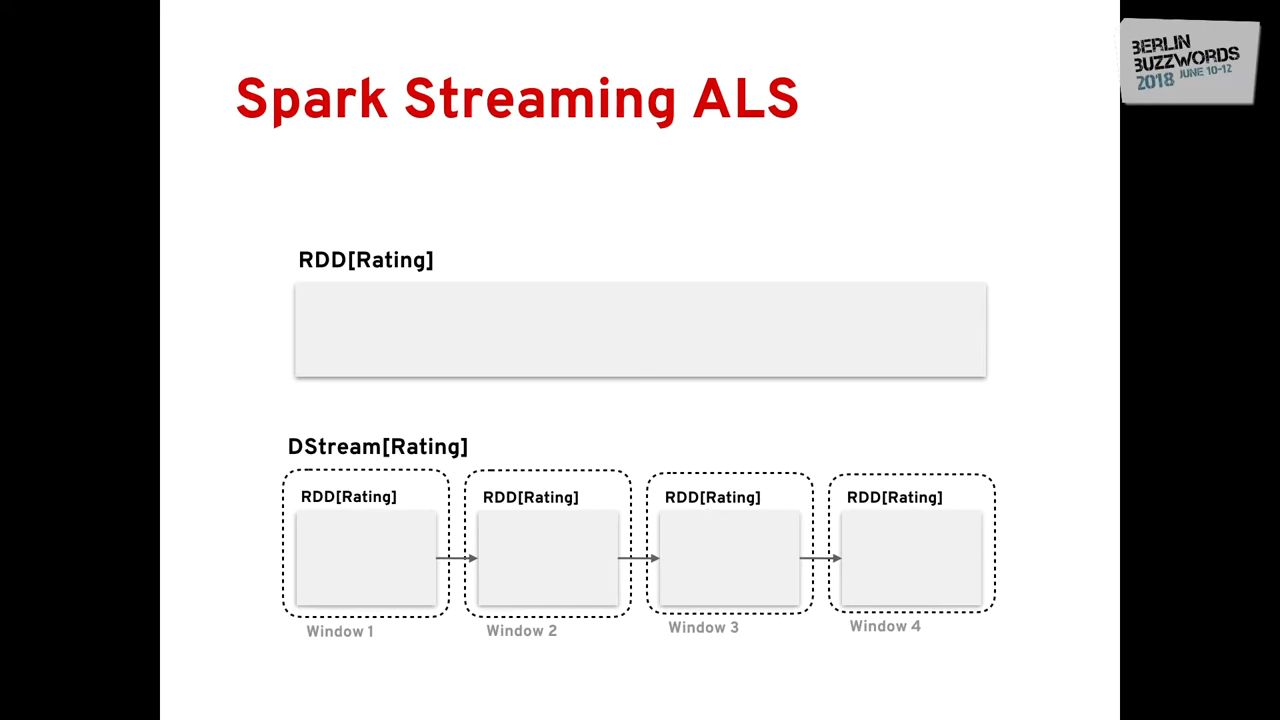 BERLIN
BUZZWORDS
2018 JUNE 10-12
Spark Streaming ALS
RDD[Rating]
DStream[Rating]
RDD[Rating] RDD[Rating] RDD[Rating] RDD[Rating]
Window 1 Window 2 Window 3 Window 4